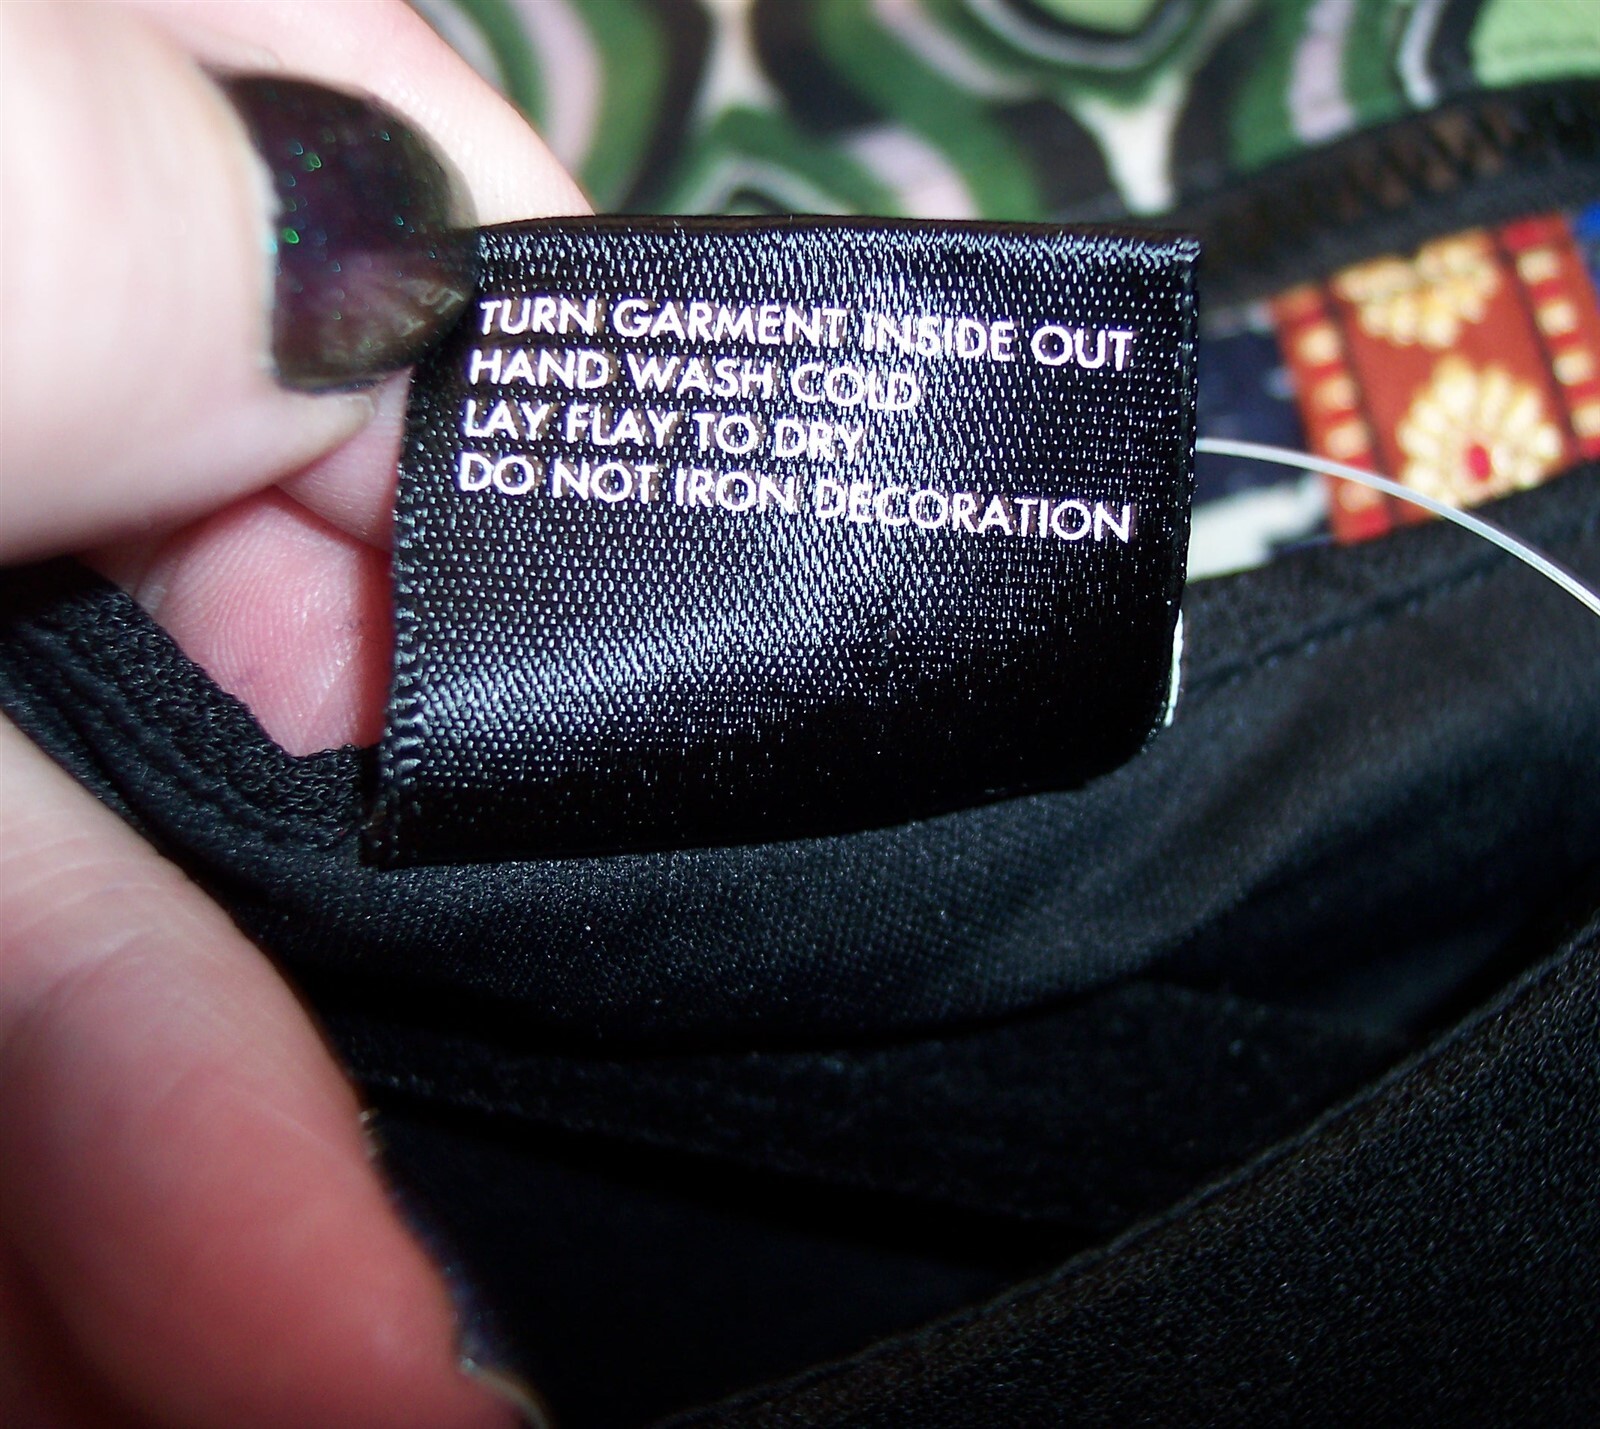 TURN GARMENT INSIDE OUT
HAND WASH COLD
LAY FLAY TO DRY
DO NOT IRON DECORATION